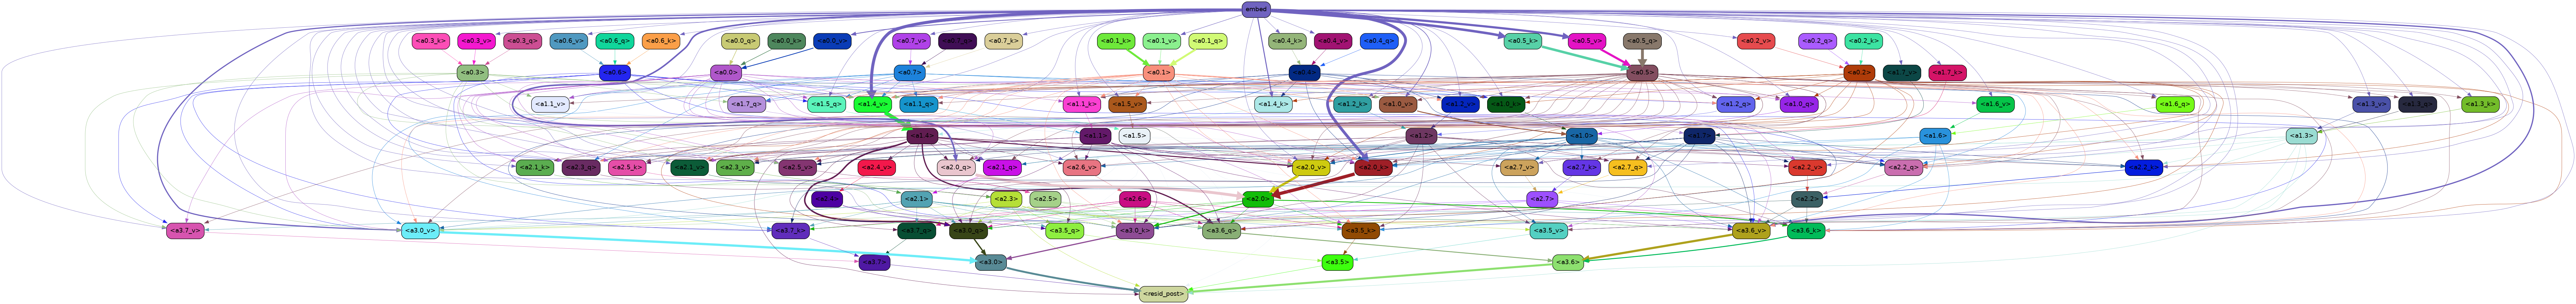 embed
<a0.3_k> <a0.3_v> <a0.3_q> <a0.6_v> <a0.6_q> <a0.6_k> <a0.0_q> <a0.0_k> <a0.0_v> <a0.7_v> <a0.7_q> <a0.7_k> <a0.1_k> <a0.1_v> <a0.1_q> <a0.4_k> <a0.4_v> <a0.4_q> <a0.5_k> <a0.5_v> <a0.5_q> <a0.2_v> <a0.2_q> <a0.2_k>
<a0.3> <a0.6> <a0.0> <a0.7> <a0.1> <a0.4> <a0.5> <a0.2> <a1.7_v> <a1.7_k>
<a1.1_v> <a1.7_q> <a1.5_q> <a1.4_v> <a1.1_q> <a1.1_k> <a1.5_v> <a1.4_k> <a1.2_k> <a1.0_v> <a1.2_v> <a1.0_k> <a1.2_q> <a1.0_q> <a1.6_v> <a1.6_q> <a1.3_v> <a1.3_q> <a1.3_k>
<a1.4> <a1.1> <a1.5> <a1.2> <a1.0> <a1.7> <a1.6> <a1.3>
<a2.1_k> <a2.3_q> <a2.5_k> <a2.1_v> <a2.3_v> <a2.5_v> <a2.4_v> <a2.0_q> <a2.1_q> <a2.6_v> <a2.0_v> <a2.0_k> <a2.7_v> <a2.7_k> <a2.7_q> <a2.2_v> <a2.2_q> <a2.2_k>
<a2.4> <a2.1> <a2.3> <a2.5> <a2.6> <a2.0> <a2.7> <a2.2>
<a3.7_v> <a3.0_v> <a3.7_k> <a3.7_q> <a3.0_q> <a3.5_q> <a3.0_k> <a3.6_q> <a3.5_k> <a3.5_v> <a3.6_v> <a3.6_k>
<a3.7> <a3.0> <a3.5> <a3.6>
<resid_post>